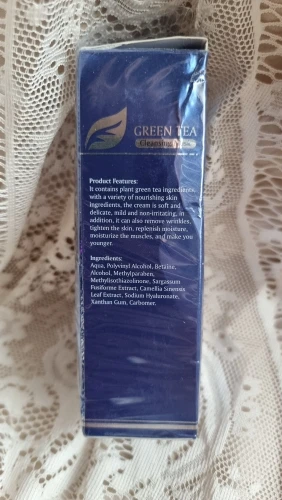 GREEN TEA
Cleansing
Product Features:
It contains plant green tea ingredients,
with a variety of nourishing skin
ingredients, the cream is soft and
delicate, mild and non-irritating, in
addition, it can also remove wrinkles,
tighten the skin, replenish moisture,
moisturize the muscles, and make you
younger.
Ingredients:
Aqua, Polyvinyl Alcohol, Betaine,
Alcohol, Methylparaben,
Methylisothiazolinone, Sargassum
Fusiforme Extract, Camellia Sinensis
Leaf Extract, Sodium Hyaluronate,
Xanthan Gum, Carbomer.